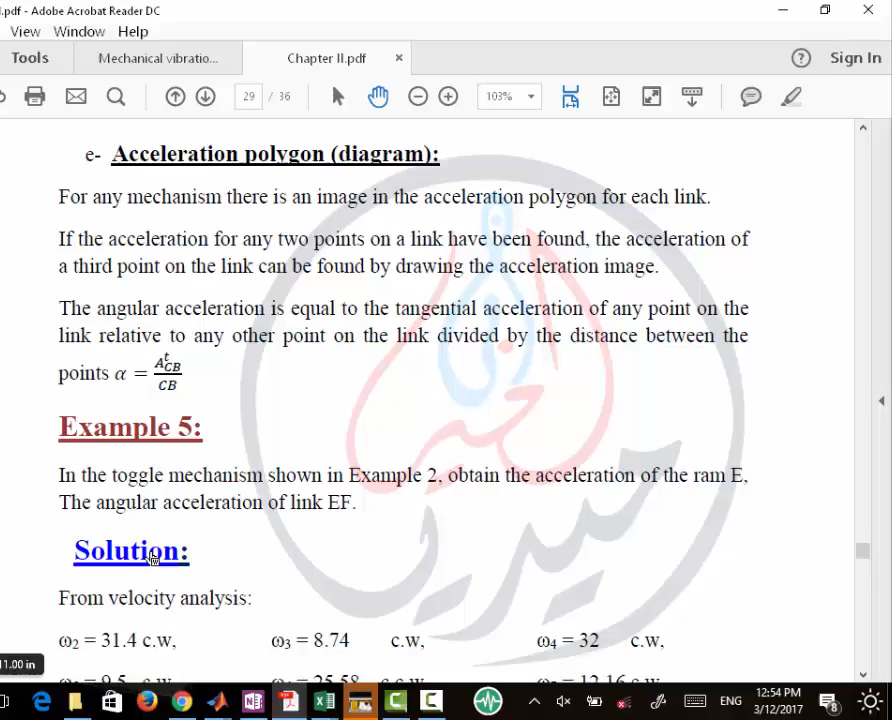 l.pdf - Adobe Acrobat Reader DC
View Window Help
Tools Mechanical vibratio... Chapter II.pdf × Sign In
29 / 36 103%
e- Acceleration polygon (diagram):
For any mechanism there is an image in the acceleration polygon for each link.
If the acceleration for any two points on a link have been found, the acceleration of
a third point on the link can be found by drawing the acceleration image.
The angular acceleration is equal to the tangential acceleration of any point on the
link relative to any other point on the link divided by the distance between the
points α = A^t_CB / CB
Example 5:
In the toggle mechanism shown in Example 2, obtain the acceleration of the ram E,
The angular acceleration of link EF.
Solution:
From velocity analysis:
ω2 = 31.4 c.w, ω3 = 8.74 c.w, ω4 = 32 c.w,
11.00 in
ENG 12:54 PM
3/12/2017 8